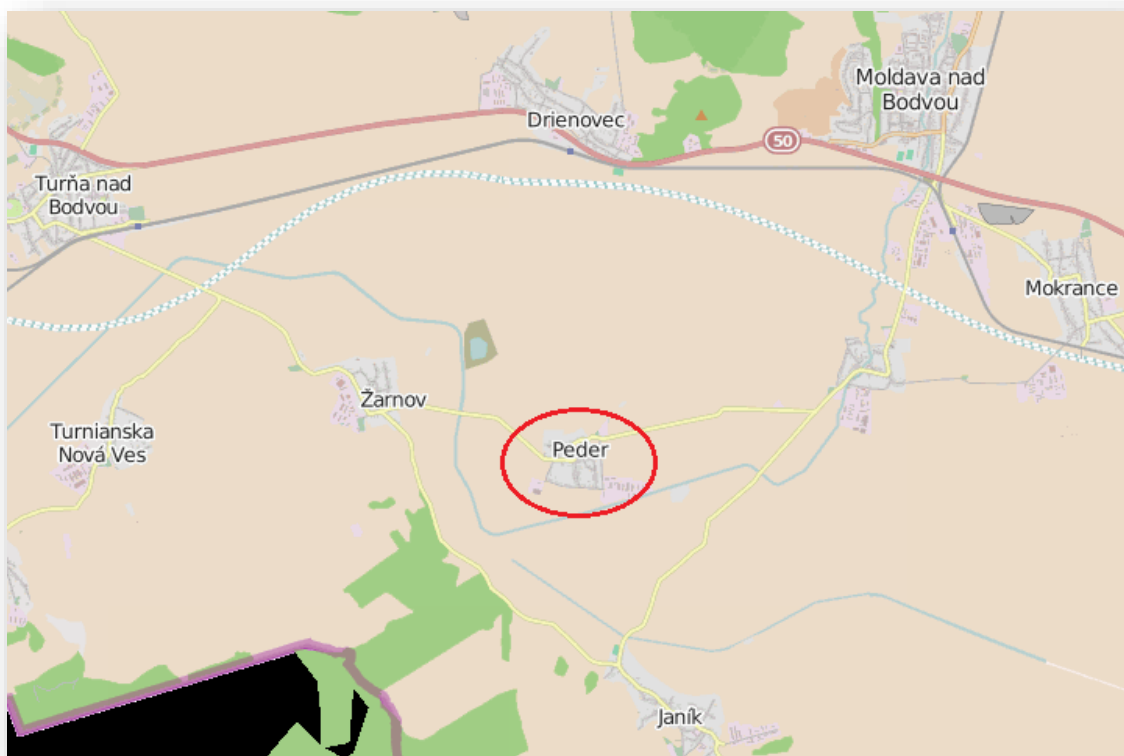 Moldava nad
Bodvou
Drienovec
50
Turňa nad
Bodvou
Mokrance
Žarnov
Turnianska
Nová Ves
Peder
Janík